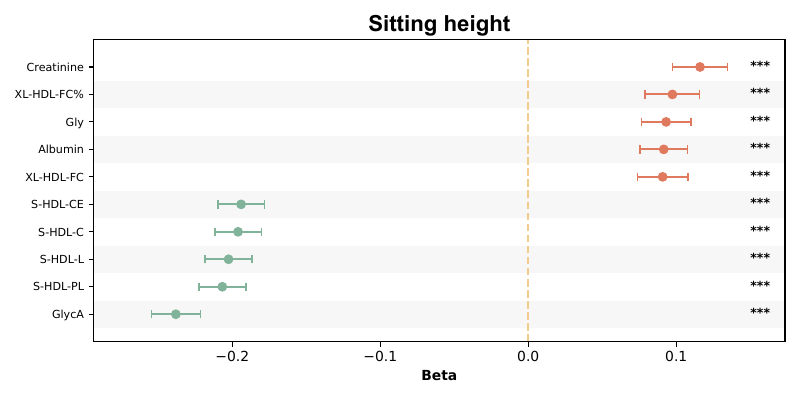 Sitting height
Creatinine ***
XL-HDL-FC% ***
Gly ***
Albumin ***
XL-HDL-FC ***
S-HDL-CE ***
S-HDL-C ***
S-HDL-L ***
S-HDL-PL ***
GlycA ***
−0.2 −0.1 0.0 0.1
Beta